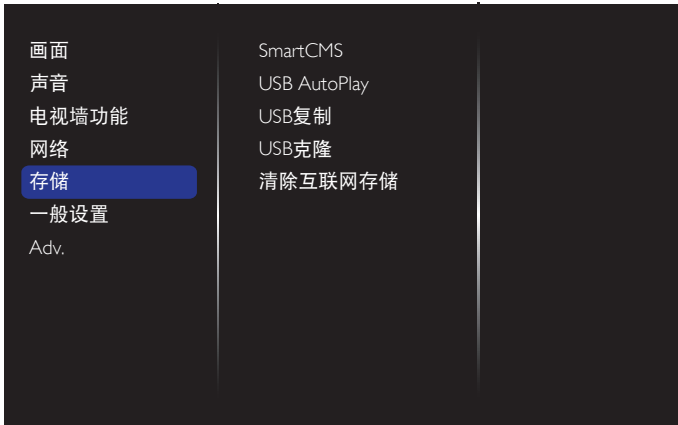 画面
声音
电视墙功能
网络
存储
一般设置
Adv.
SmartCMS
USB AutoPlay
USB复制
USB克隆
清除互联网存储